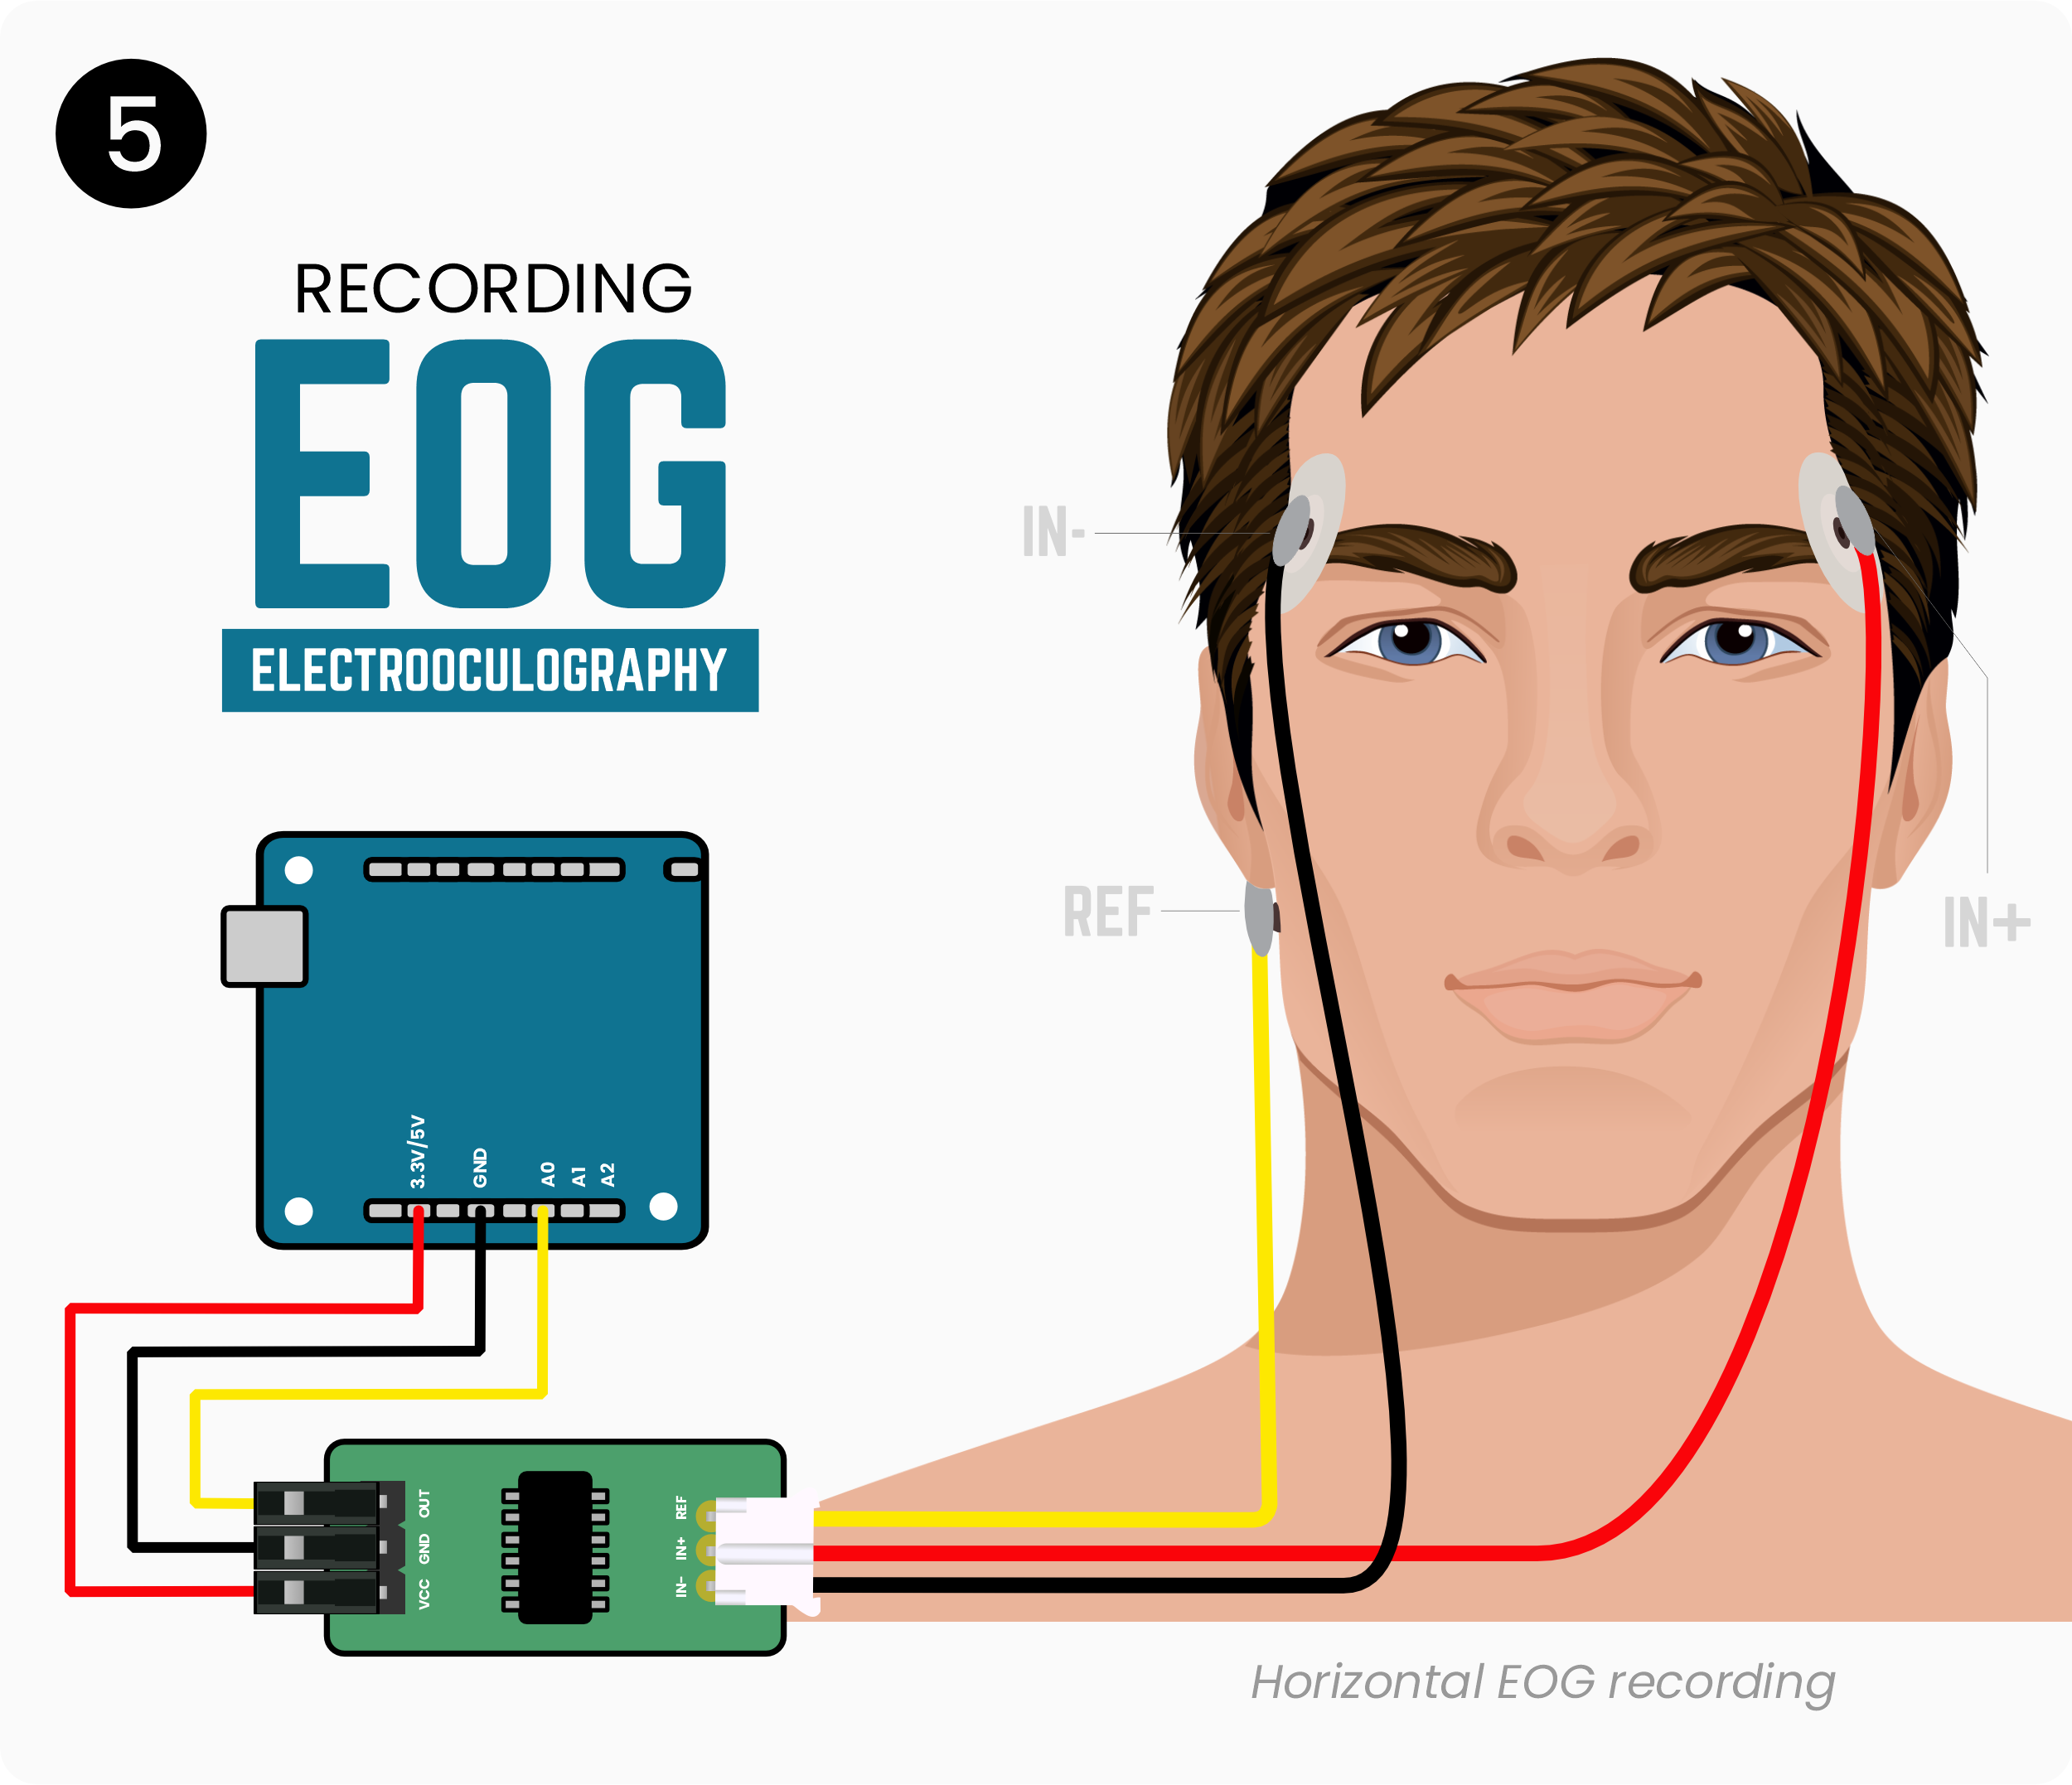 5
RECORDING
EOG
ELECTROOCULOGRAPHY
IN-
REF
IN+
3.3V/5V
GND
A0
A1
A2
OUT
GND
VCC
REF
IN+
IN-
Horizontal EOG recording